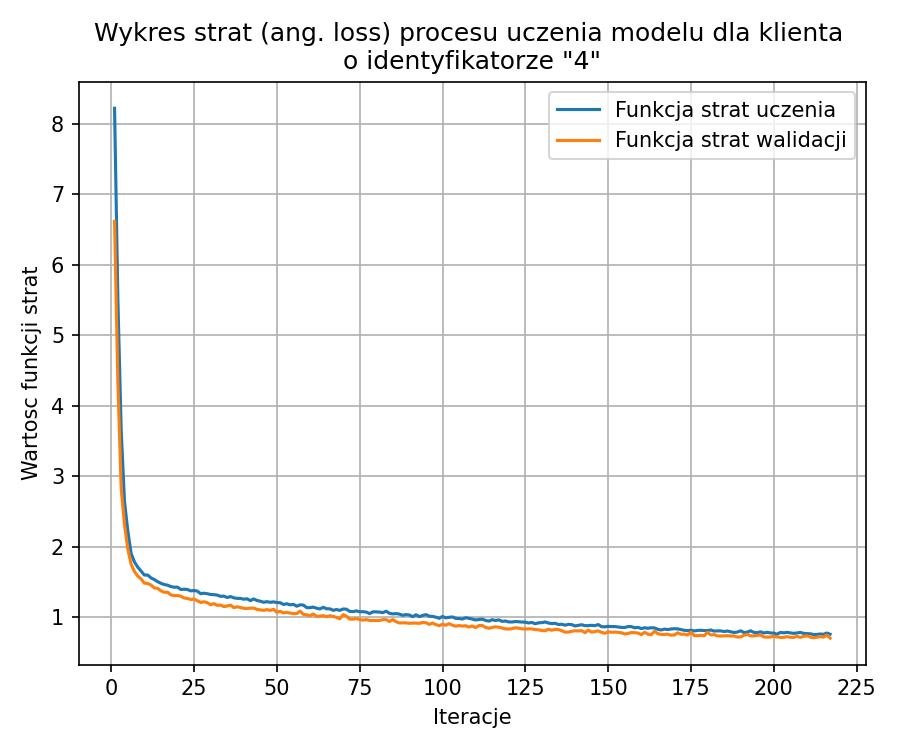 Wykres strat (ang. loss) procesu uczenia modelu dla klienta
o identyfikatorze "4"
Funkcja strat uczenia
Funkcja strat walidacji
Wartosc funkcji strat
8
7
6
5
4
3
2
1
0 25 50 75 100 125 150 175 200 225
Iteracje